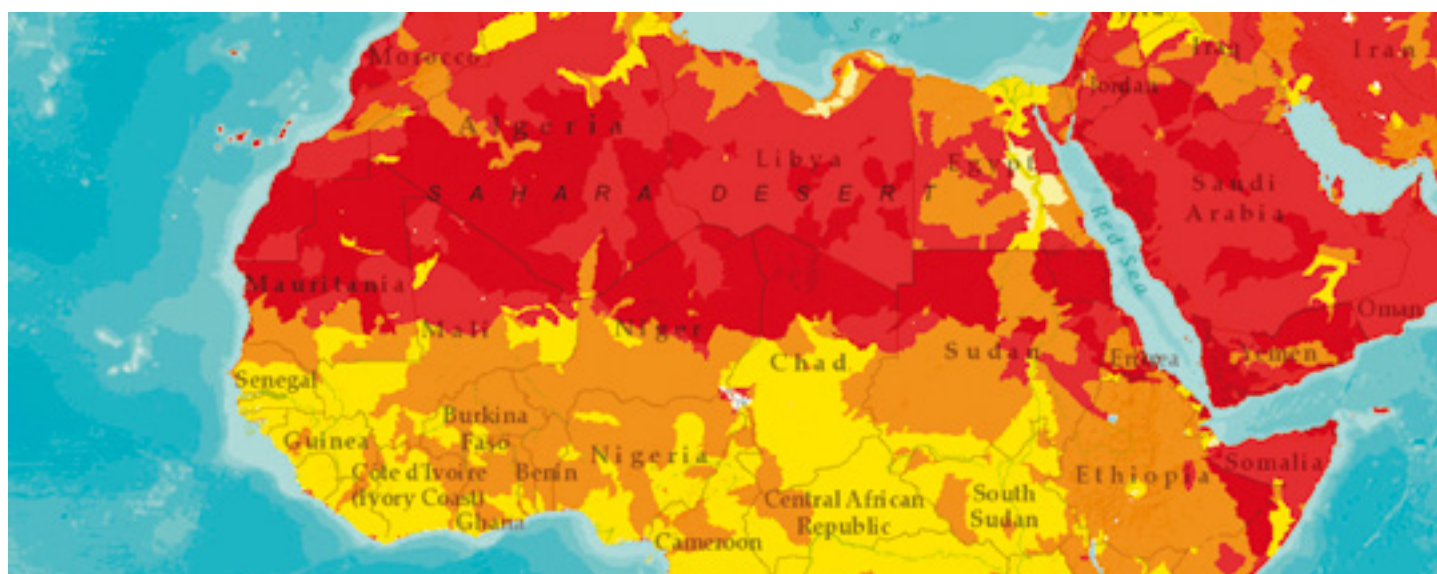 Sea
Morocco
Iraq
Iran
Jordan
Algeria
Libya
Egypt
SAHARA DESERT
Saudi
Arabia
Red Sea
Mauritania
Oman
Mali
Niger
Chad
Sudan
Eritrea
Yemen
Senegal
Burkina
Faso
Guinea
Nigeria
Côte d'Ivoire
(Ivory Coast)
Benin
Ethiopia
Somalia
Central African
Republic
South
Sudan
Ghana
Cameroon